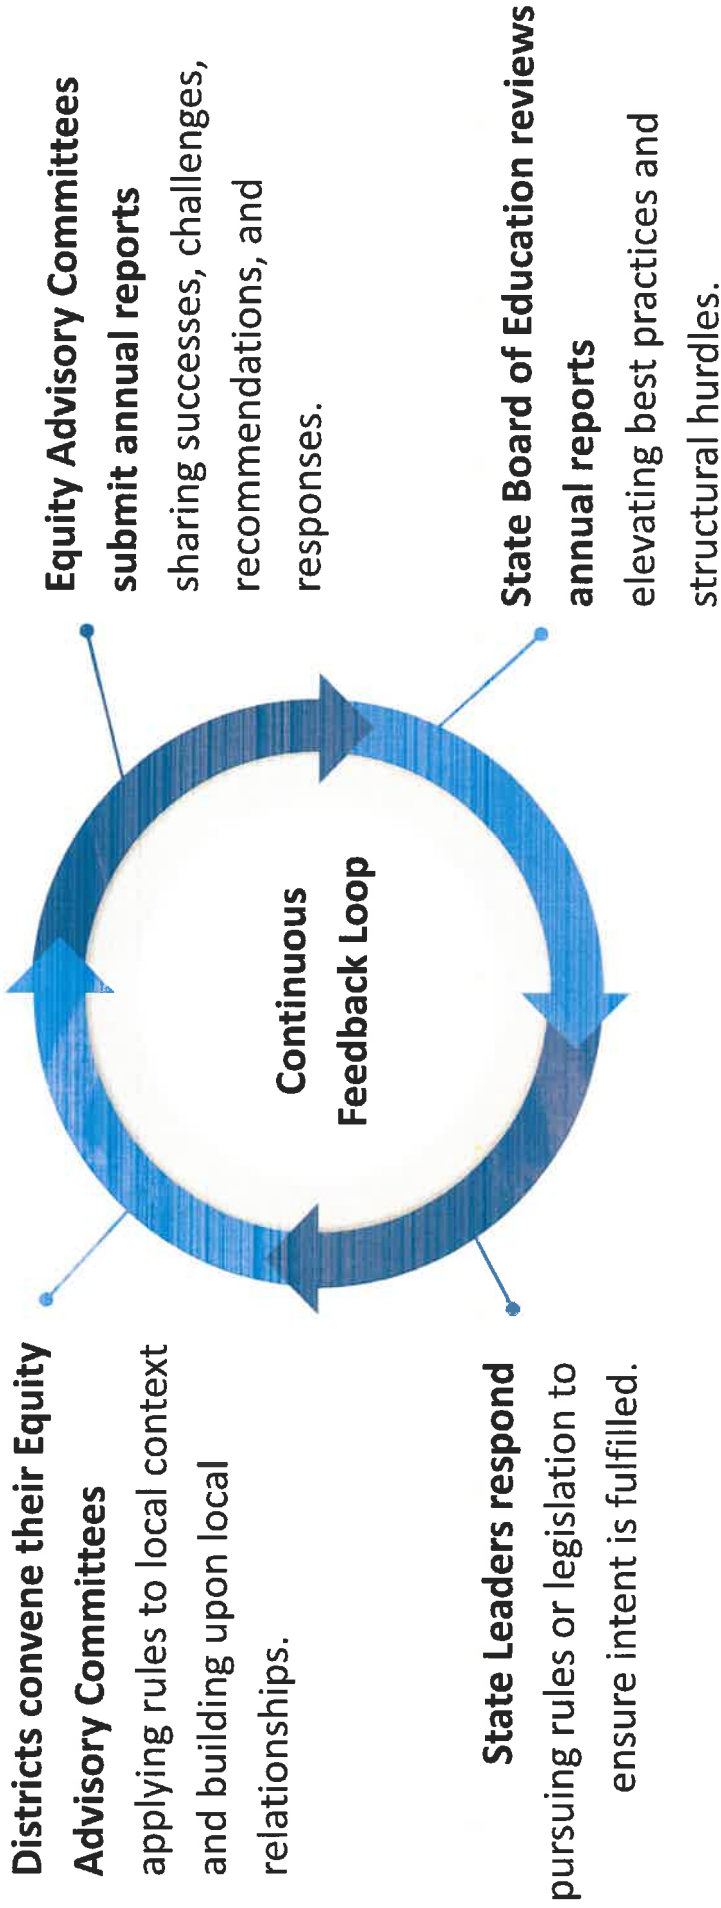 Districts convene their Equity
Advisory Committees
applying rules to local context
and building upon local
relationships.
Equity Advisory Committees
submit annual reports
sharing successes, challenges,
recommendations, and
responses.
Continuous
Feedback Loop
State Leaders respond
pursuing rules or legislation to
ensure intent is fulfilled.
State Board of Education reviews
annual reports
elevating best practices and
structural hurdles.